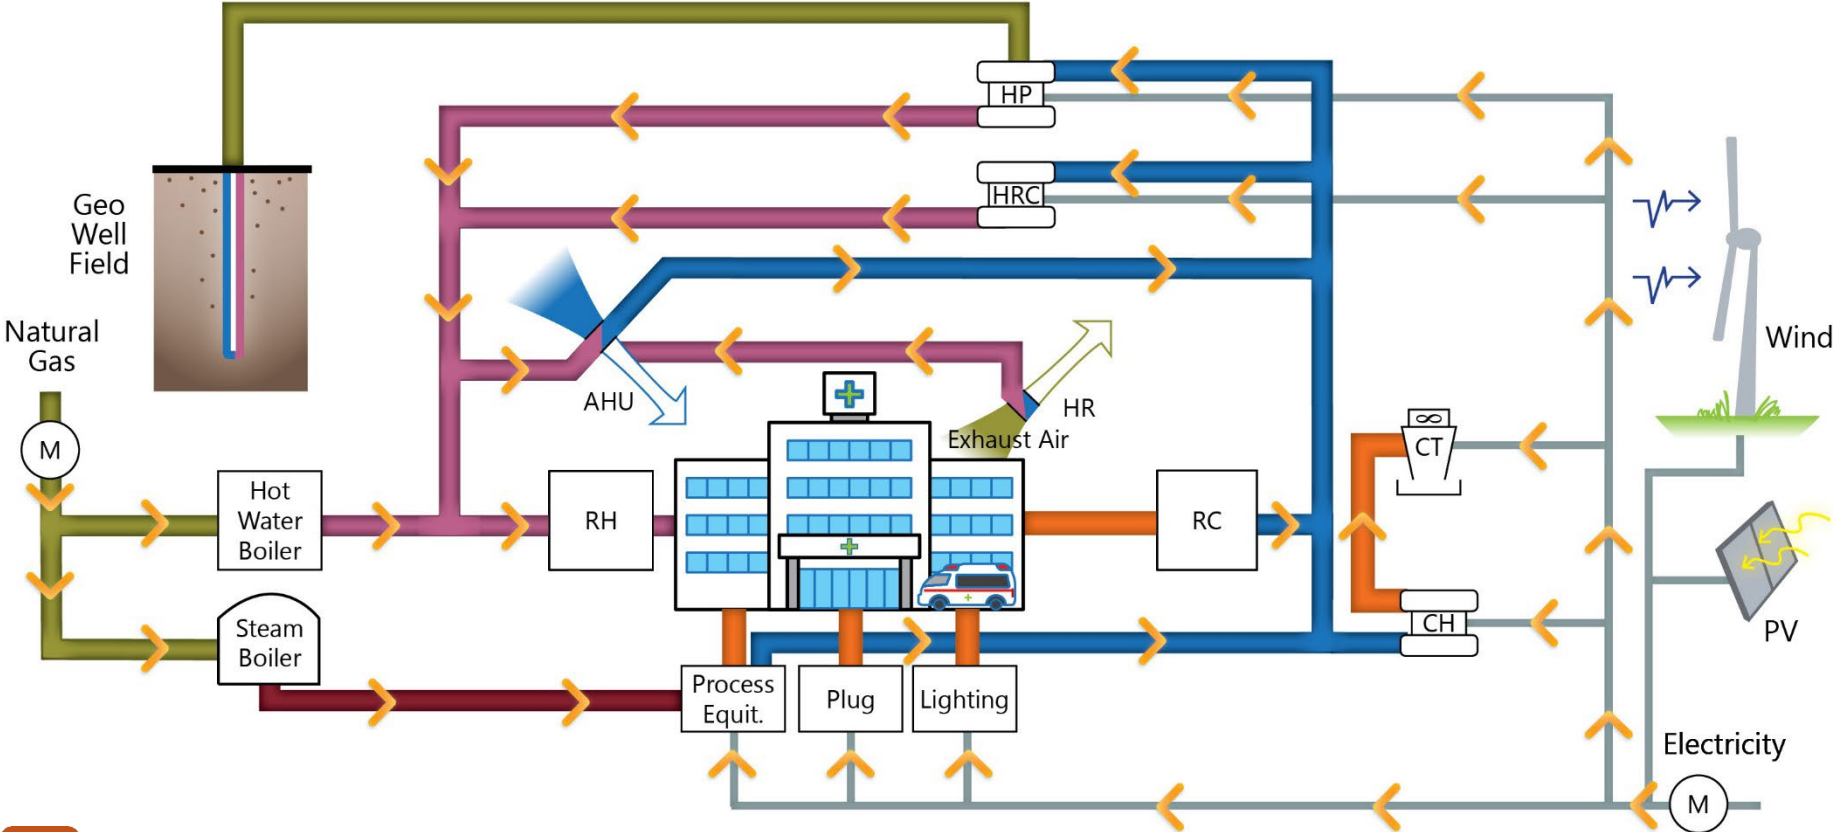 HP
HRC
Geo
Well
Field
Natural
Gas
M
AHU
HR
Exhaust Air
Wind
CT
Hot
Water
Boiler
RH
RC
Steam
Boiler
CH
PV
Process
Equit.
Plug
Lighting
Electricity
M